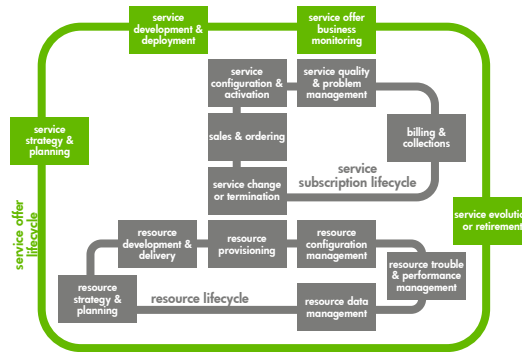 service
development &
deployment
service offer
business
monitoring
service
configuration &
activation
service quality
& problem
management
service
strategy &
planning
sales & ordering
billing &
collections
service change
or termination
service
subscription lifecycle
service offer
lifecycle
service evolution
or retirement
resource
development &
delivery
resource
provisioning
resource
configuration
management
resource trouble
& performance
management
resource
strategy &
planning
resource lifecycle
resource data
management